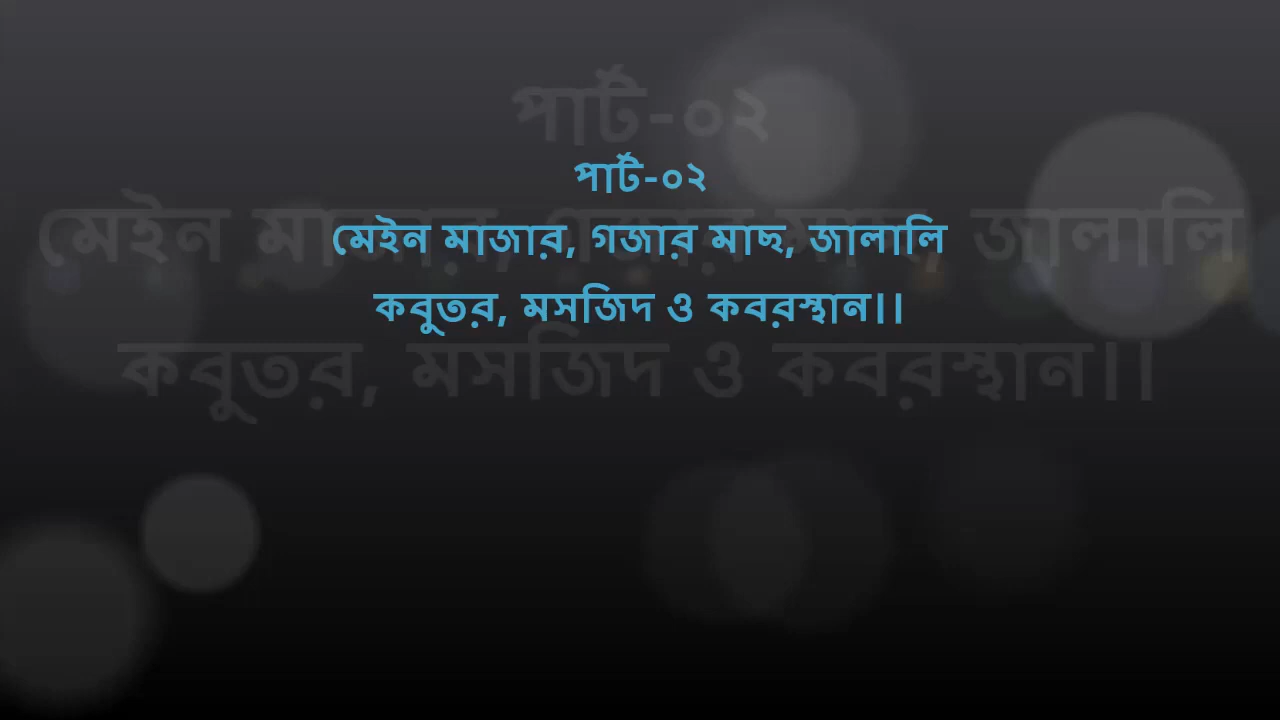 পার্ট-০২
মেইন মাজার, গজার মাছ, জালালি
কবুতর, মসজিদ ও কবরস্থান।।